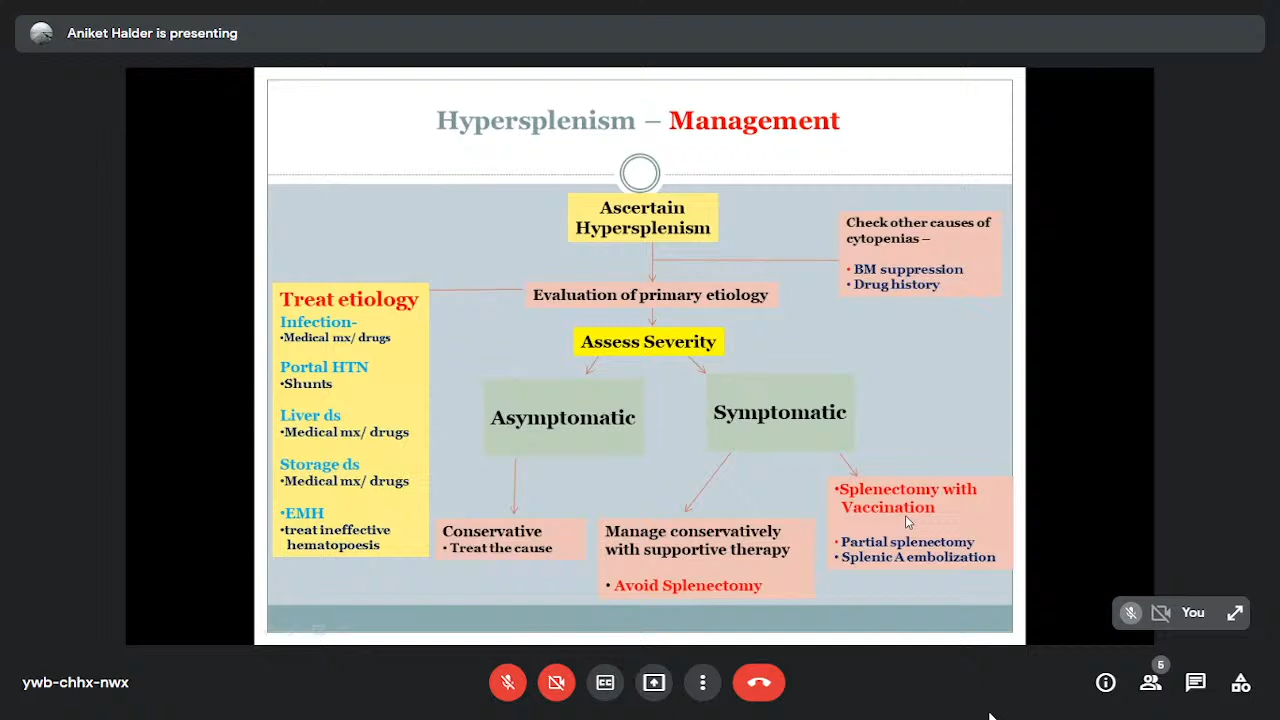 Aniket Halder is presenting
Hypersplenism – Management
Ascertain
Hypersplenism
Check other causes of
cytopenias –
• BM suppression
• Drug history
Evaluation of primary etiology
Treat etiology
Infection-
•Medical mx/ drugs
Portal HTN
•Shunts
Liver ds
•Medical mx/ drugs
Storage ds
•Medical mx/ drugs
•EMH
•treat ineffective
hematopoesis
Assess Severity
Asymptomatic
Symptomatic
Conservative
• Treat the cause
Manage conservatively
with supportive therapy
• Avoid Splenectomy
•Splenectomy with
Vaccination
• Partial splenectomy
• Splenic A embolization
You
ywb-chhx-nwx
CC
5